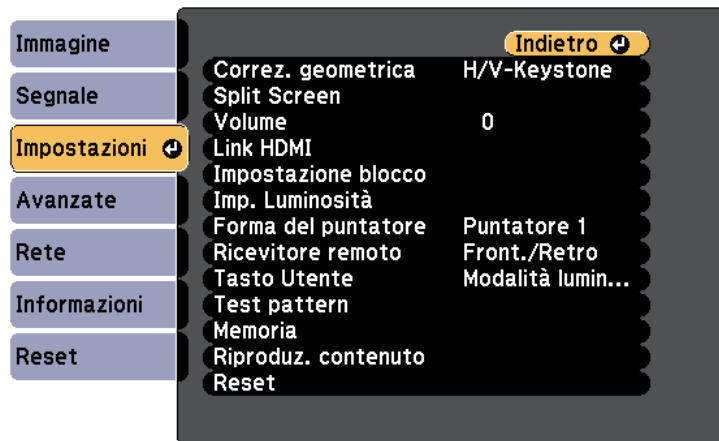 Immagine
Segnale
Impostazioni
Avanzate
Rete
Informazioni
Reset
Indietro
Correz. geometrica H/V-Keystone
Split Screen
Volume 0
Link HDMI
Impostazione blocco
Imp. Luminosità
Forma del puntatore Puntatore 1
Ricevitore remoto Front./Retro
Tasto Utente Modalità lumin...
Test pattern
Memoria
Riproduz. contenuto
Reset